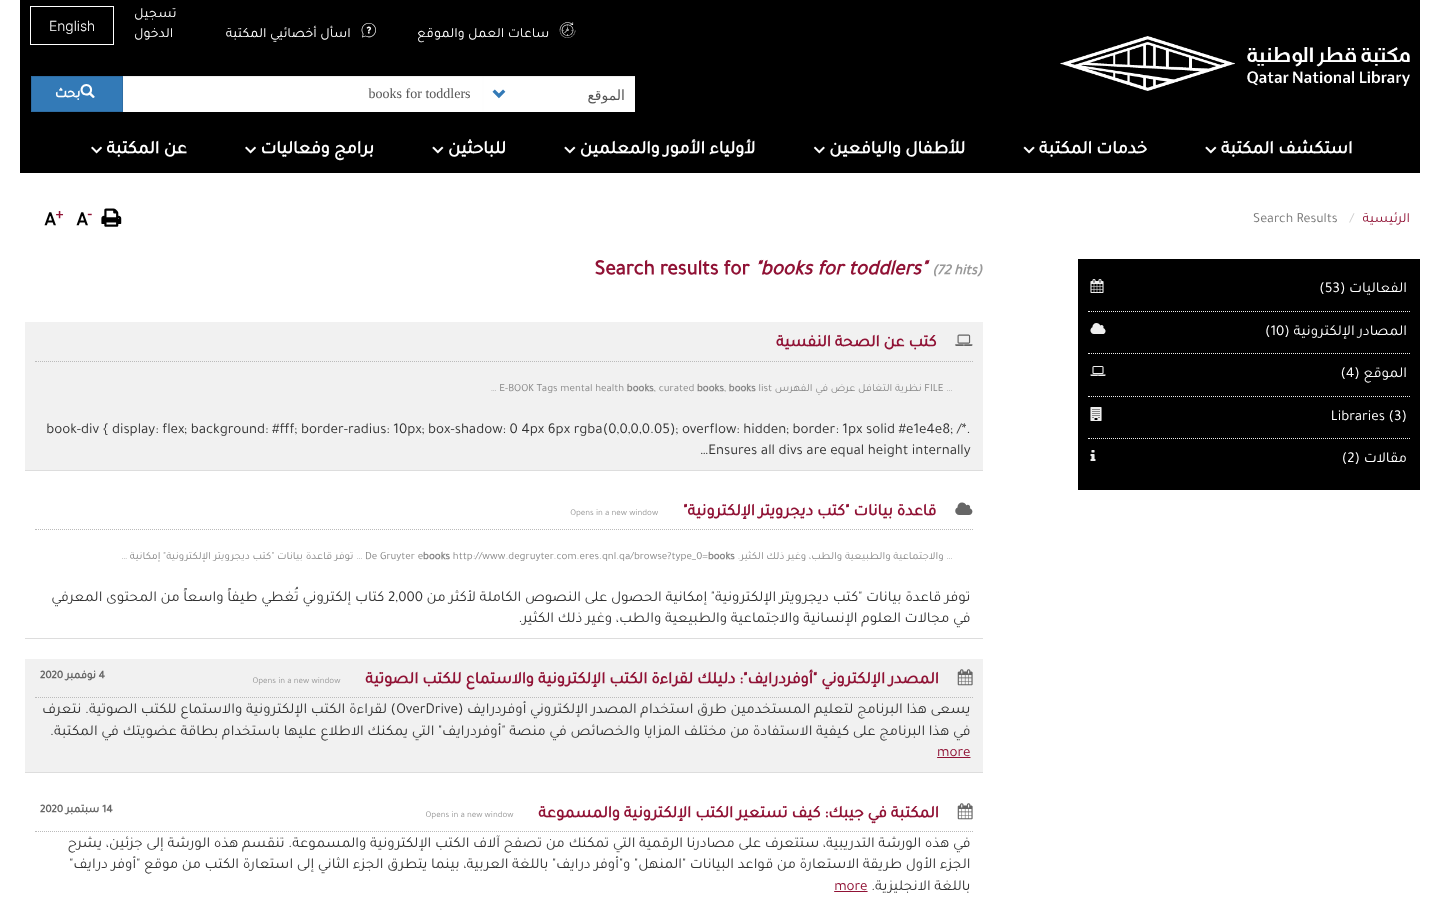 مكتبة قطر الوطنية
Qatar National Library
ساعات العمل والموقع
اسأل أخصائيي المكتبة
تسجيل
الدخول
English
الموقع
books for toddlers
بحث
استكشف المكتبة
خدمات المكتبة
للأطفال واليافعين
لأولياء الأمور والمعلمين
للباحثين
برامج وفعاليات
عن المكتبة
الرئيسية / Search Results
A+ A-
الفعاليات (53)
المصادر الإلكترونية (10)
الموقع (4)
Libraries (3)
مقالات (2)
Search results for "books for toddlers" (72 hits)
كتب عن الصحة النفسية
... FILE نظرية التغافل عرض في الفهرس E-BOOK Tags mental health books, curated books, books list ...
book-div { display: flex; background: #fff; border-radius: 10px; box-shadow: 0 4px 6px rgba(0,0,0,0.05); overflow: hidden; border: 1px solid #e1e4e8; /*.
Ensures all divs are equal height internally...
قاعدة بيانات "كتب ديجرويتر الإلكترونية" Opens in a new window
... والاجتماعية والطبيعية والطب، وغير ذلك الكثير. De Gruyter ebooks http://www.degruyter.com.eres.qnl.qa/browse?type_0=books ... توفر قاعدة بيانات "كتب ديجرويتر الإلكترونية" إمكانية ...
توفر قاعدة بيانات "كتب ديجرويتر الإلكترونية" إمكانية الحصول على النصوص الكاملة لأكثر من 2,000 كتاب إلكتروني تُغطي طيفاً واسعاً من المحتوى المعرفي
في مجالات العلوم الإنسانية والاجتماعية والطبيعية والطب، وغير ذلك الكثير.
المصدر الإلكتروني "أوفردرايف": دليلك لقراءة الكتب الإلكترونية والاستماع للكتب الصوتية Opens in a new window 4 نوفمبر 2020
يسعى هذا البرنامج لتعليم المستخدمين طرق استخدام المصدر الإلكتروني أوفردرايف (OverDrive) لقراءة الكتب الإلكترونية والاستماع للكتب الصوتية. نتعرف
في هذا البرنامج على كيفية الاستفادة من مختلف المزايا والخصائص في منصة "أوفردرايف" التي يمكنك الاطلاع عليها باستخدام بطاقة عضويتك في المكتبة.
more
المكتبة في جيبك: كيف تستعير الكتب الإلكترونية والمسموعة Opens in a new window 14 سبتمبر 2020
في هذه الورشة التدريبية، ستتعرف على مصادرنا الرقمية التي تمكنك من تصفح آلاف الكتب الإلكترونية والمسموعة. تنقسم هذه الورشة إلى جزئين، يشرح
الجزء الأول طريقة الاستعارة من قواعد البيانات "المنهل" و"أوفر درايف" باللغة العربية، بينما يتطرق الجزء الثاني إلى استعارة الكتب من موقع "أوفر درايف"
باللغة الانجليزية. more